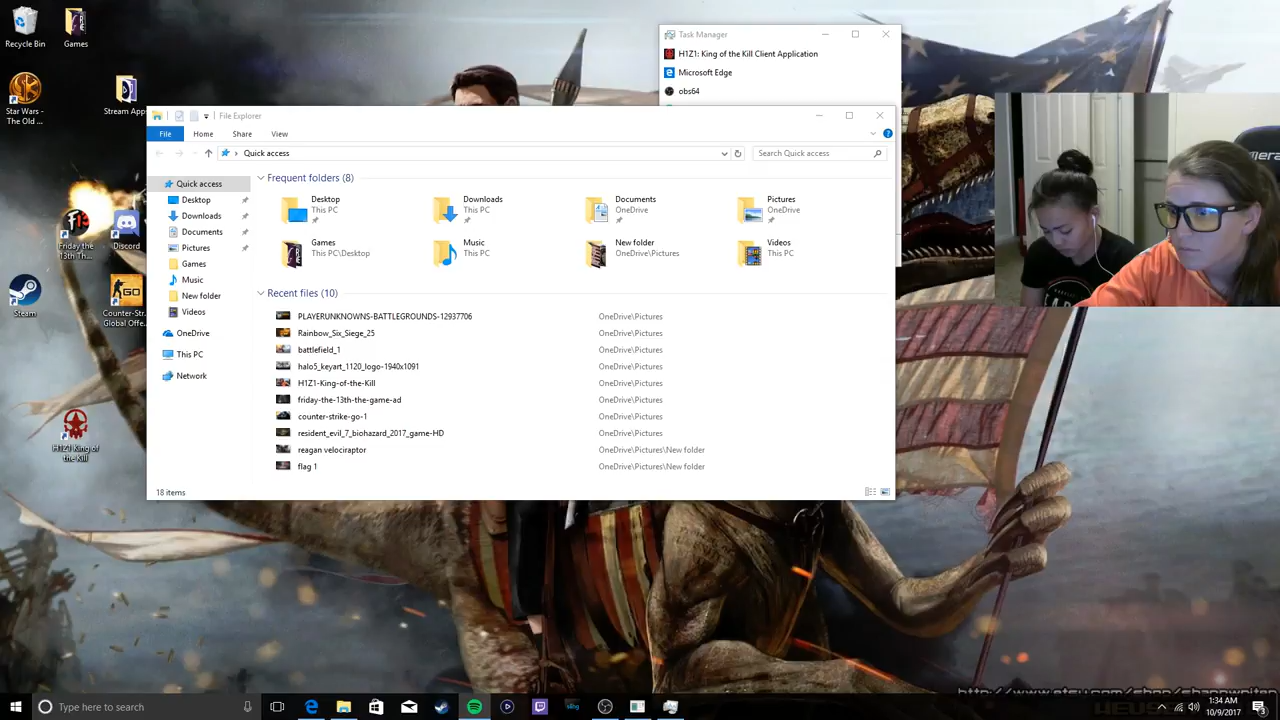 Recycle Bin
Games
Star Wars - The Old ...
Stream App
Friday the 13th Th...
Discord
Steam
Counter-Str... Global Offe...
H1Z1 King of the Kill
Task Manager
H1Z1: King of the Kill Client Application
Microsoft Edge
obs64
File Explorer
File
Home
Share
View
Quick access
Search Quick access
Quick access
Desktop
Downloads
Documents
Pictures
Games
Music
New folder
Videos
OneDrive
This PC
Network
Frequent folders (8)
Desktop
This PC
Downloads
This PC
Documents
OneDrive
Pictures
OneDrive
Games
This PC\Desktop
Music
This PC
New folder
OneDrive\Pictures
Videos
This PC
Recent files (10)
PLAYERUNKNOWNS-BATTLEGROUNDS-12937706 OneDrive\Pictures
Rainbow_Six_Siege_25 OneDrive\Pictures
battlefield_1 OneDrive\Pictures
halo5_keyart_1120_logo-1940x1091 OneDrive\Pictures
H1Z1-King-of-the-Kill OneDrive\Pictures
friday-the-13th-the-game-ad OneDrive\Pictures
counter-strike-go-1 OneDrive\Pictures
resident_evil_7_biohazard_2017_game-HD OneDrive\Pictures
reagan velociraptor OneDrive\Pictures\New folder
flag 1 OneDrive\Pictures\New folder
18 items
Type here to search
1:34 AM
10/9/2017